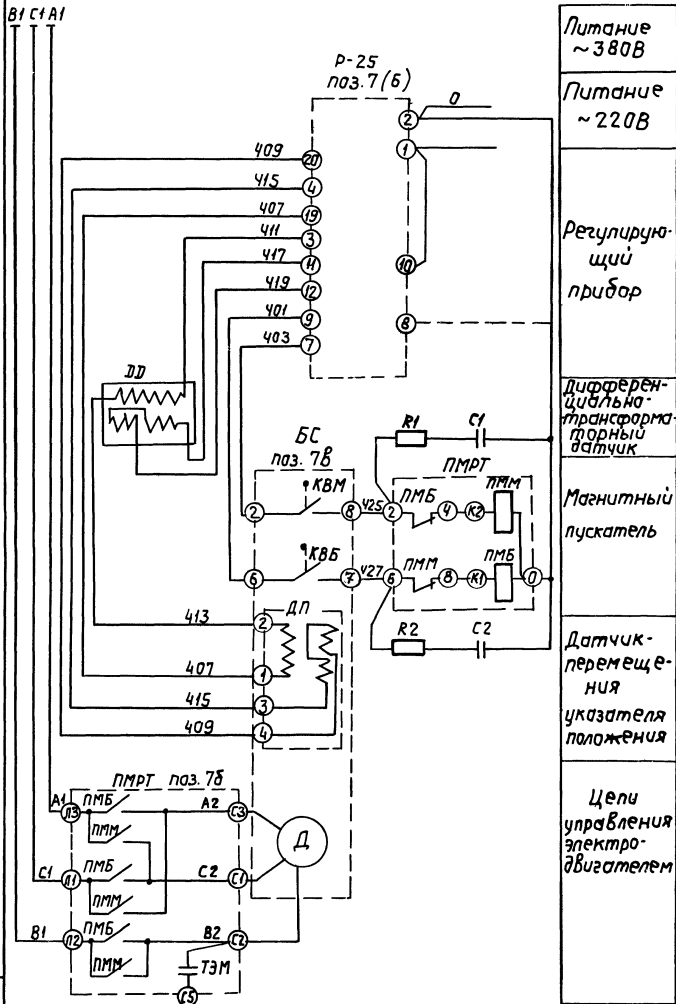 В1 С1 А1
Питание
~380В
Р-25
поз.7(б)
Питание
~220В
0
2
1
409
20
415
4
407
19
411
3
417
11
10
419
12
401
9
8
403
7
Регулирую-
щий
прибор
DD
Дифферен-
циально-
трансформа-
торный
датчик
R1
C1
БС
поз. 7в
ПМРТ
КВМ
2
8
425
2
ПМБ
4
К2
ПММ
Магнитный
пускатель
КВБ
6
7
427
6
ПММ
8
К1
ПМБ
0
R2
C2
ДП
413
2
407
1
415
3
409
4
Датчик-
перемеще-
ния
указателя
положения
ПМРТ поз. 7б
А1
Л3
ПМБ
А2
С3
ПММ
Д
С1
Л1
ПМБ
С2
С1
ПММ
В1
Л2
ПМБ
В2
С2
ПММ
ТЭМ
С5
Цепи
управления
электро-
двигателем